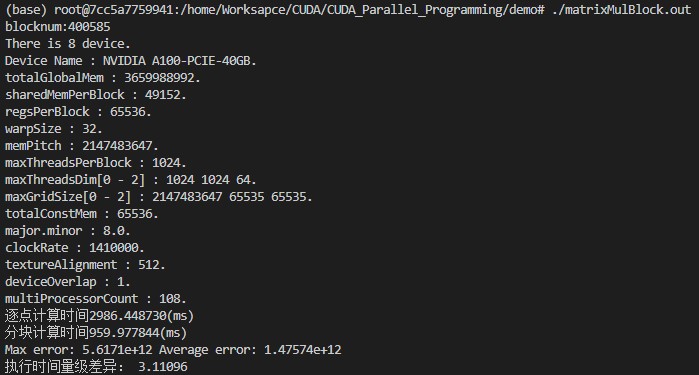 (base) root@7cc5a7759941:/home/Worksapce/CUDA/CUDA_Parallel_Programming/demo# ./matrixMulBlock.out
blocknum:400585
There is 8 device.
Device Name : NVIDIA A100-PCIE-40GB.
totalGlobalMem : 3659988992.
sharedMemPerBlock : 49152.
regsPerBlock : 65536.
warpSize : 32.
memPitch : 2147483647.
maxThreadsPerBlock : 1024.
maxThreadsDim[0 - 2] : 1024 1024 64.
maxGridSize[0 - 2] : 2147483647 65535 65535.
totalConstMem : 65536.
major.minor : 8.0.
clockRate : 1410000.
textureAlignment : 512.
deviceOverlap : 1.
multiProcessorCount : 108.
逐点计算时间2986.448730(ms)
分块计算时间959.977844(ms)
Max error: 5.6171e+12 Average error: 1.47574e+12
执行时间量级差异： 3.11096